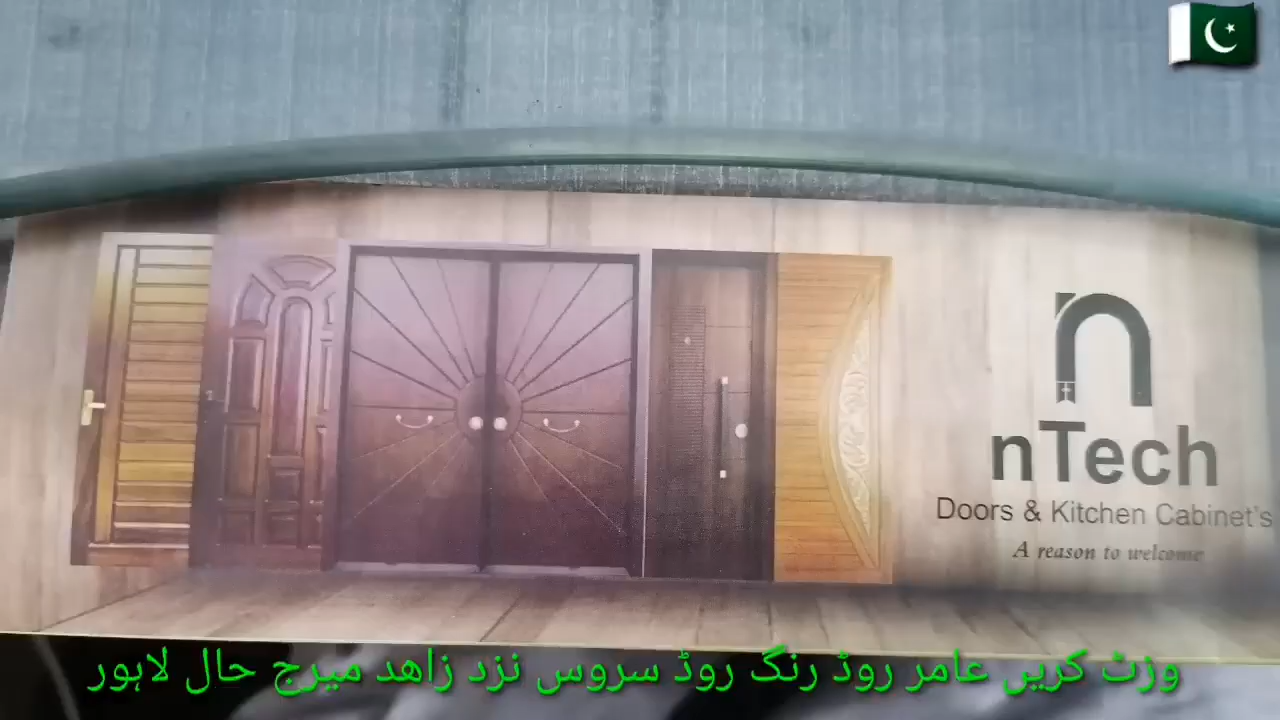 n
nTech
Doors & Kitchen Cabinet's
A reason to welcome
وزٹ کریں عامر روڈ رنگ روڈ سروس نزد زاھد میرج حال لاہور